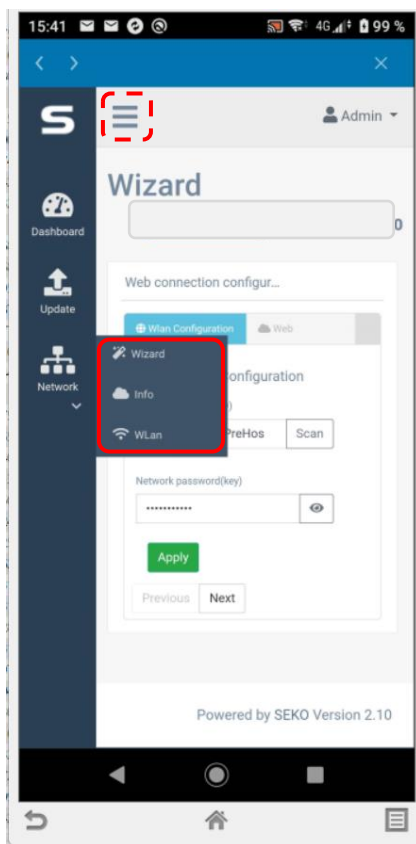 15:41 4G 99 %
S
Admin
Wizard
0
Dashboard
Web connection configur...
Update
Wlan Configuration Web
Wizard
onfiguration
Network
Info
)
WLan PreHos Scan
Network password(key)
•••••••••••
Apply
Previous Next
Powered by SEKO Version 2.10